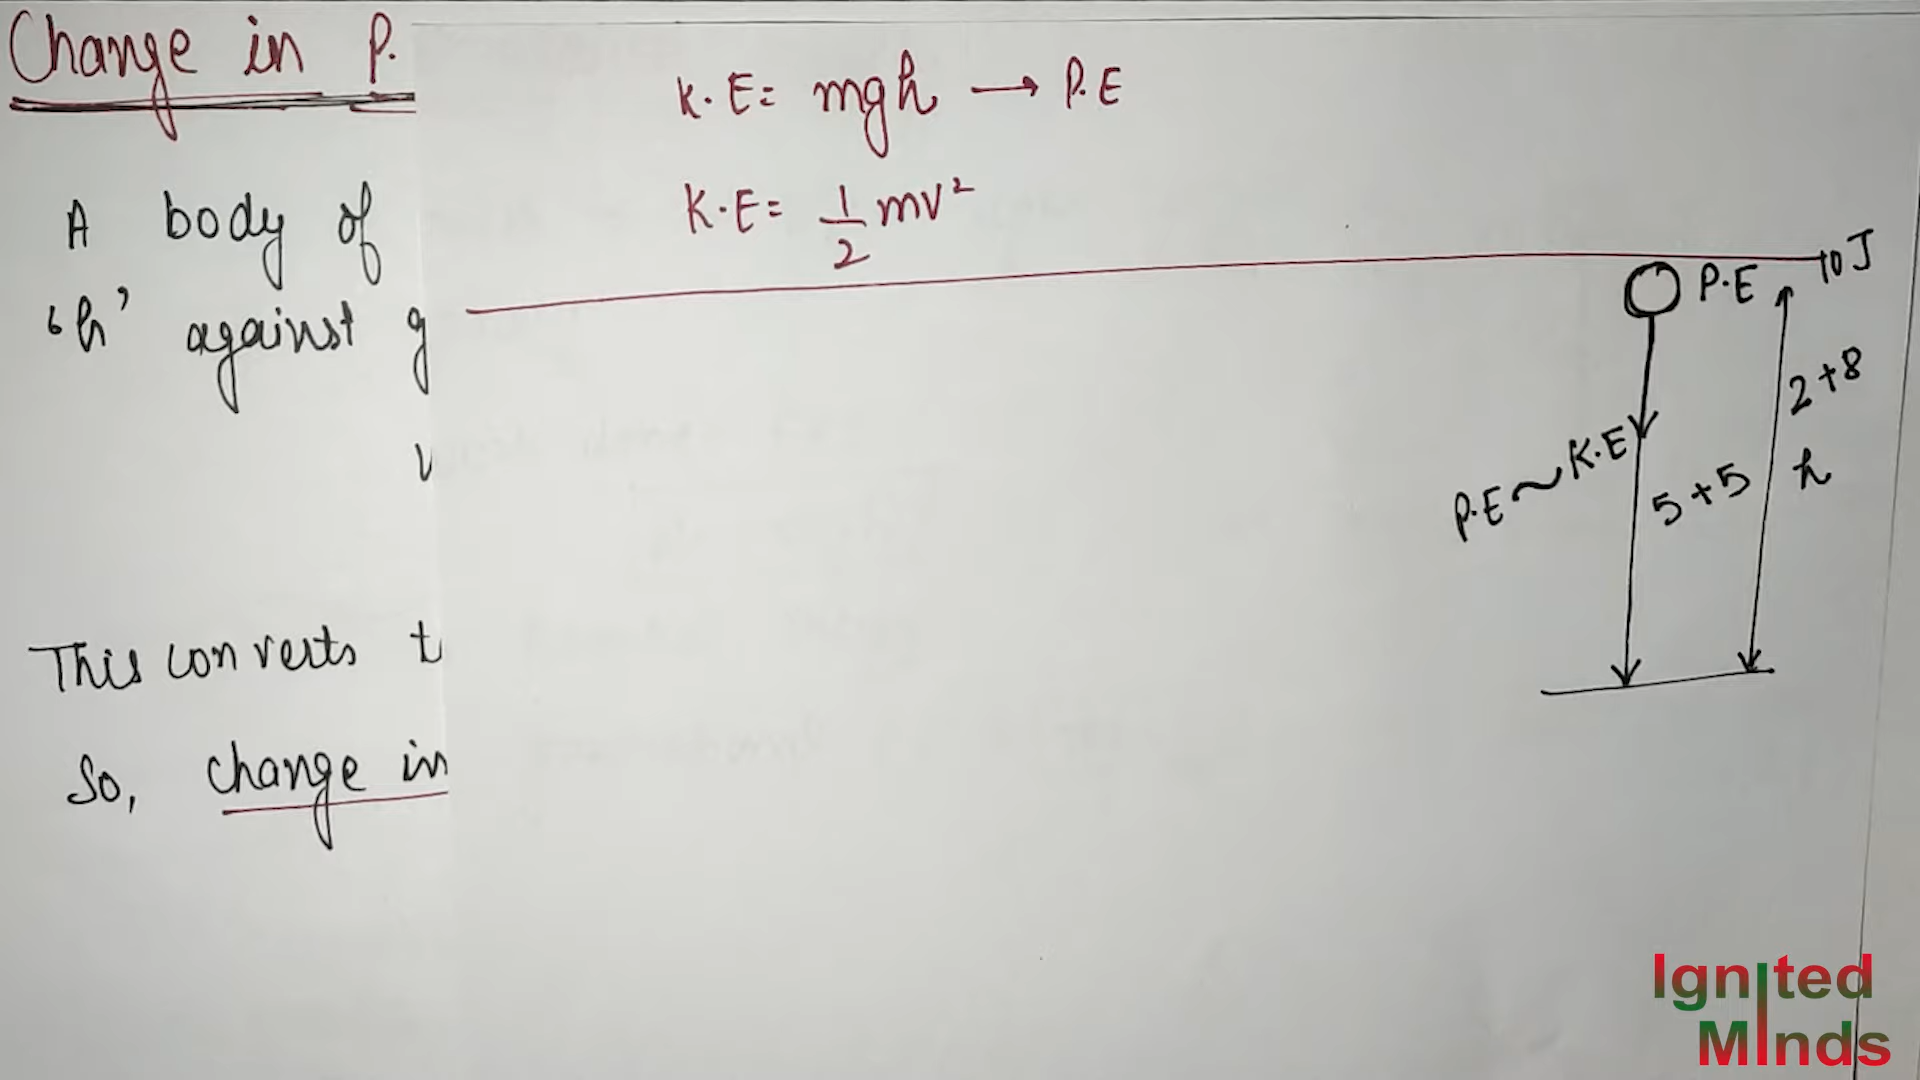 Change in P.
K.E = mgh → P.E
K.E = 1/2 mv²
A body of
'h' against g
This converts t
So, change in
P.E 10 J
2+8
P.E ~ K.E
5+5
h
Ignited
Minds